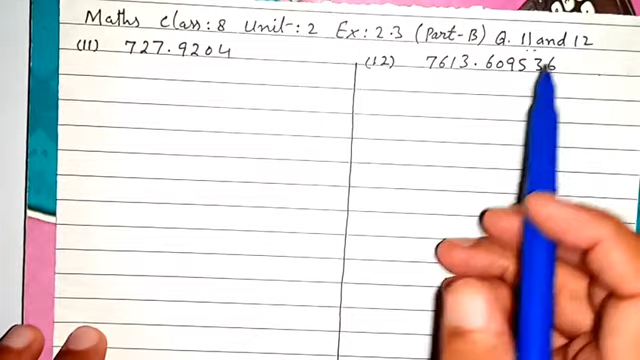 Maths Class:8 Unit:2 Ex:2.3 (Part-B) Q.11 and 12
(11) 727.9204
(12) 7613.609536